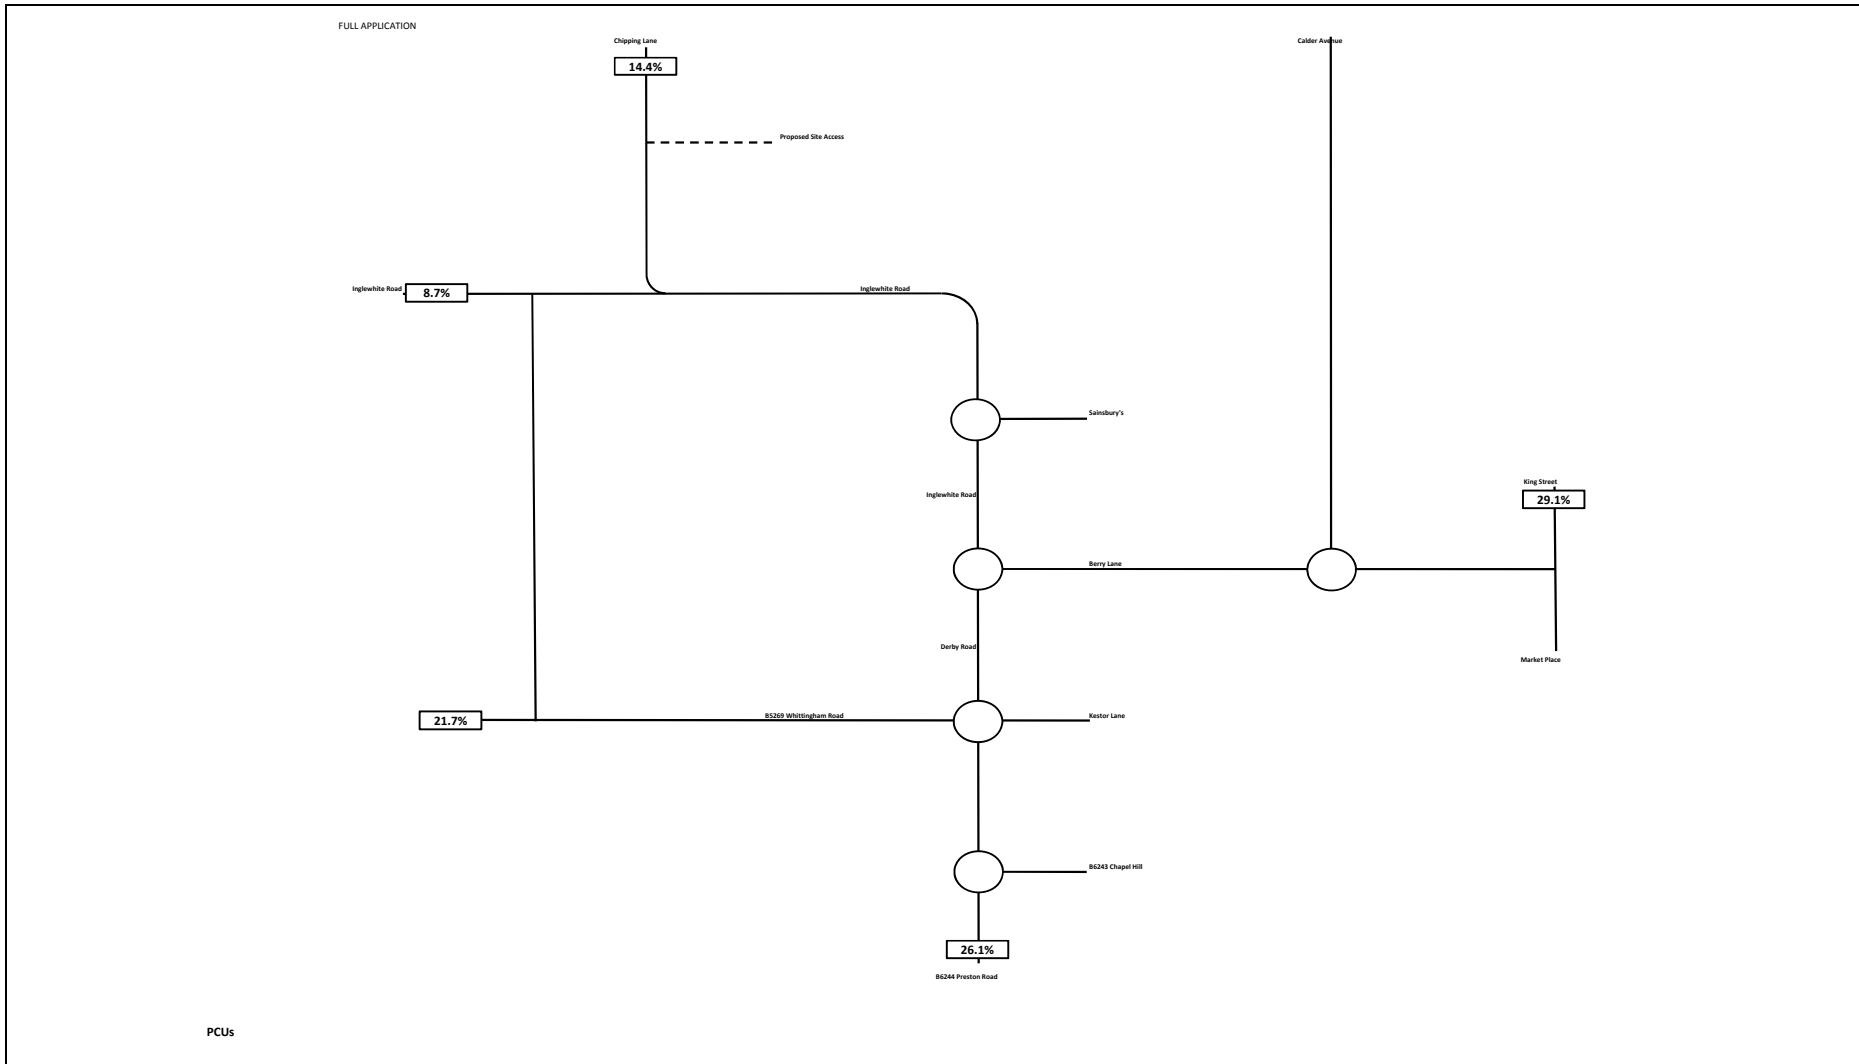 FULL APPLICATION
Chipping Lane
Calder Avenue
14.4%
Proposed Site Access
Inglewhite Road
8.7%
Inglewhite Road
Sainsbury's
King Street
Inglewhite Road
29.1%
Berry Lane
Derby Road
Market Place
21.7%
B5269 Whittingham Road
Kestor Lane
B6243 Chapel Hill
26.1%
B6244 Preston Road
PCUs